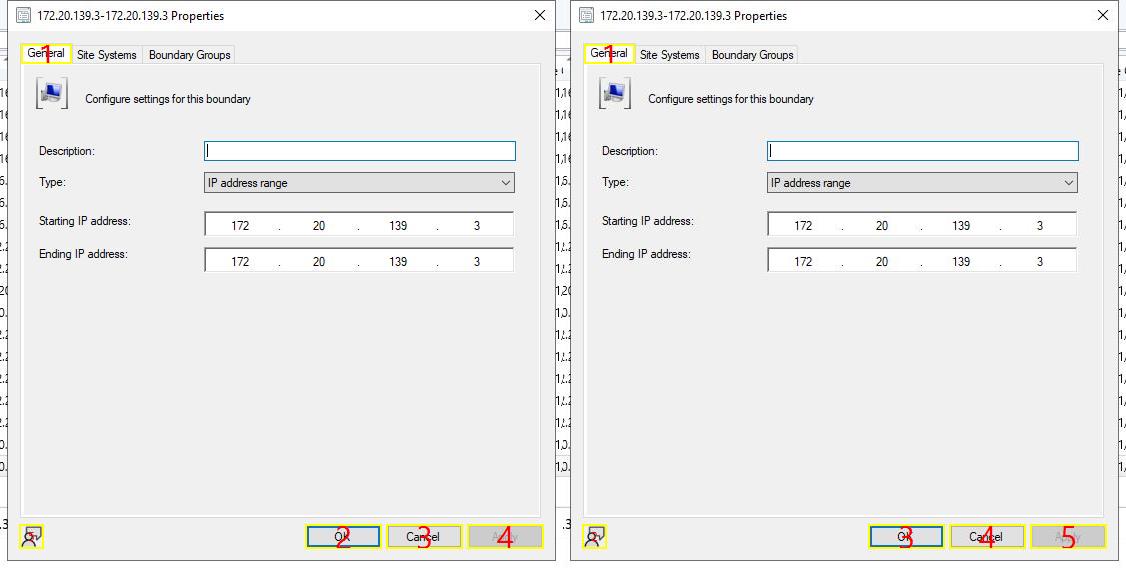 172.20.139.3-172.20.139.3 Properties
General 1 Site Systems Boundary Groups
Configure settings for this boundary
Description:
Type: IP address range
Starting IP address: 172 . 20 . 139 . 3
Ending IP address: 172 . 20 . 139 . 3
OK 2 Cancel 3 Apply 4
172.20.139.3-172.20.139.3 Properties
General 1 Site Systems Boundary Groups
Configure settings for this boundary
Description:
Type: IP address range
Starting IP address: 172 . 20 . 139 . 3
Ending IP address: 172 . 20 . 139 . 3
OK 3 Cancel 4 Apply 5